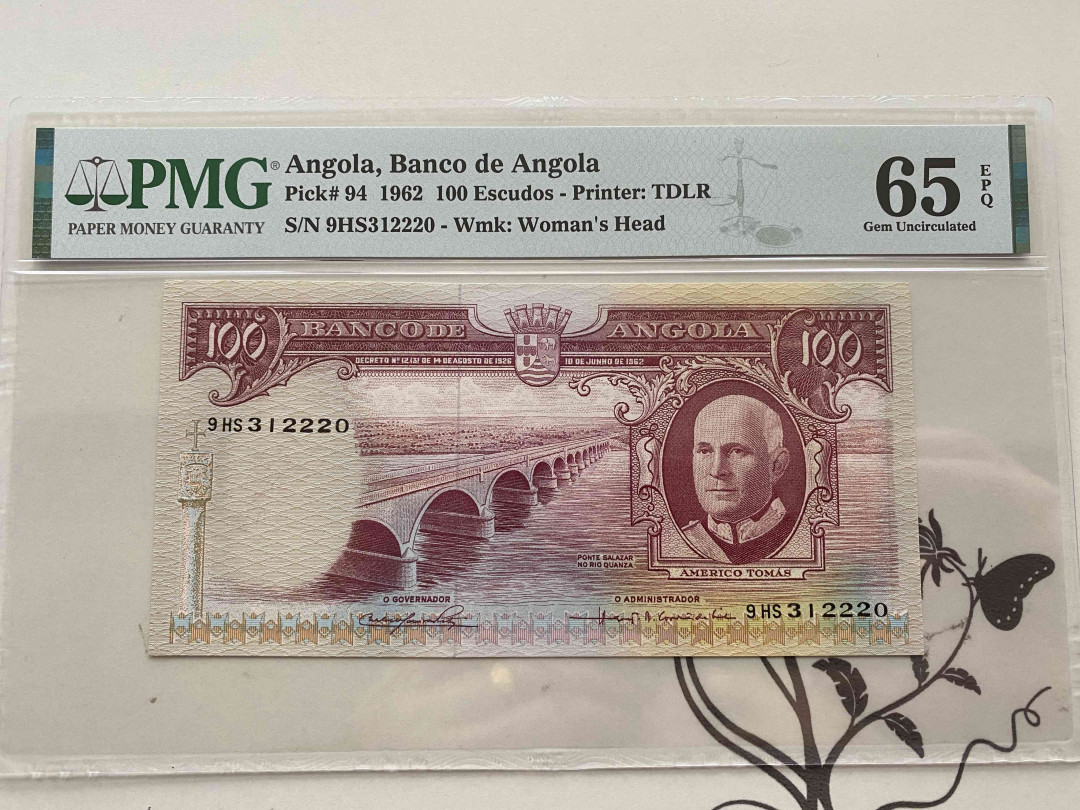 PMG®
PAPER MONEY GUARANTY
Angola, Banco de Angola
Pick# 94 1962 100 Escudos - Printer: TDLR
S/N 9HS312220 - Wmk: Woman's Head
65
EPQ
Gem Uncirculated
100
BANCO DE ANGOLA
100
DECRETO Nº 12.131 DE 14 DE AGOSTO DE 1926
10 DE JUNHO DE 1962
9HS312220
PONTE SALAZAR
NO RIO QUANZA
AMERICO TOMÁS
O GOVERNADOR
O ADMINISTRADOR
9HS312220